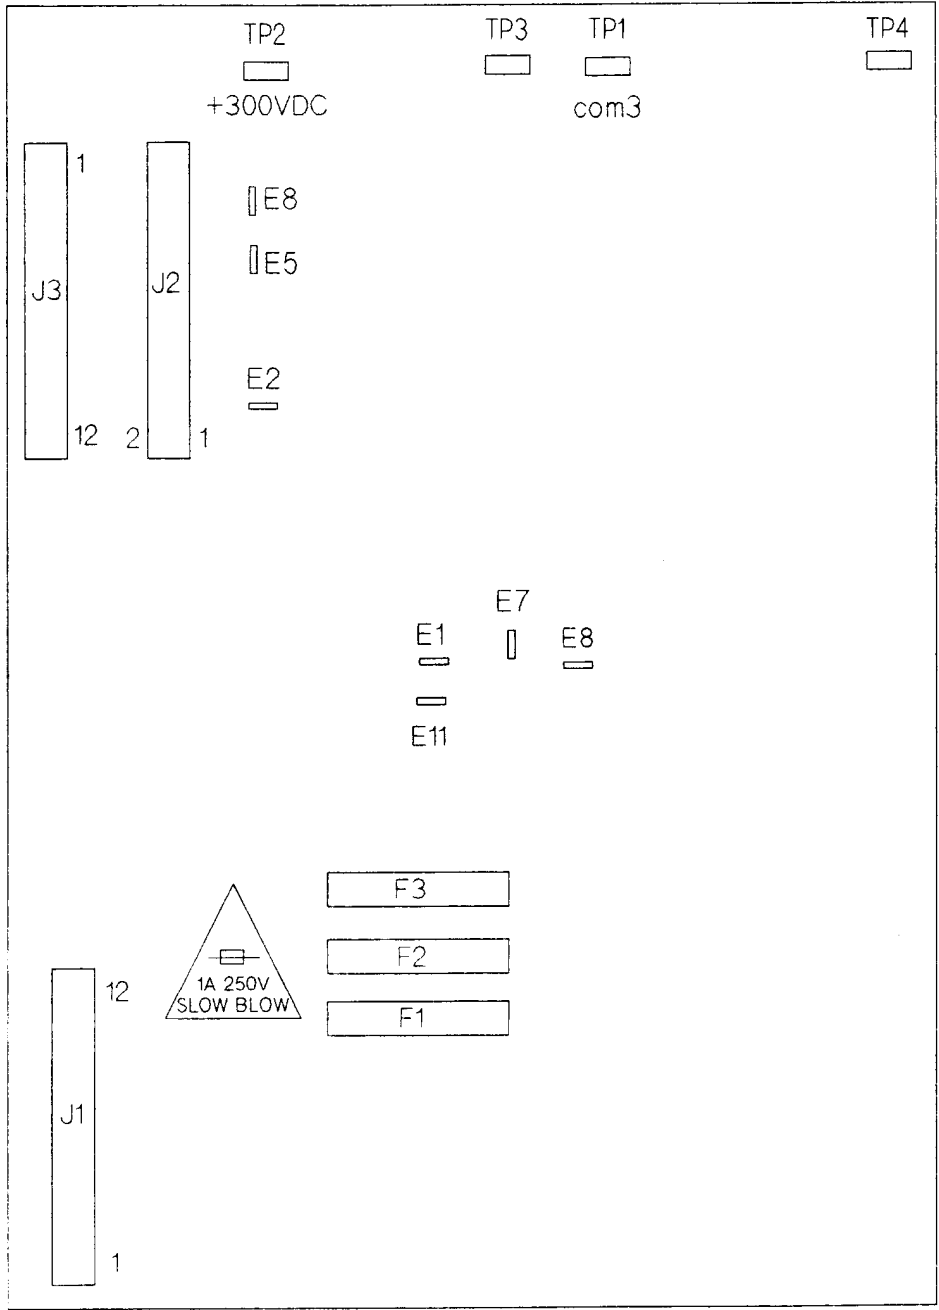 TP2
TP3
TP1
TP4
+300VDC
com3
1
E8
E5
J3
J2
E2
12
2
1
E7
E1
E8
E11
F3
F2
1A 250V
SLOW BLOW
12
F1
J1
1